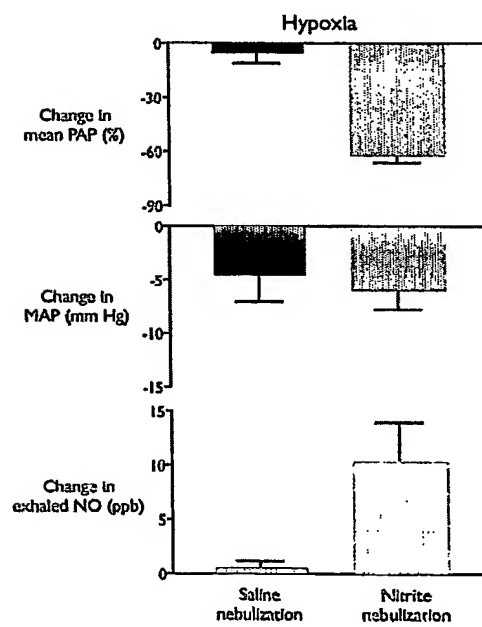 Hypoxia
0
-30
-60
-90
Change in
mean PAP (%)
0
-5
-10
-15
Change in
MAP (mm Hg)
15
10
5
0
Change in
exhaled NO (ppb)
Saline
nebulization
Nitrite
nebulization